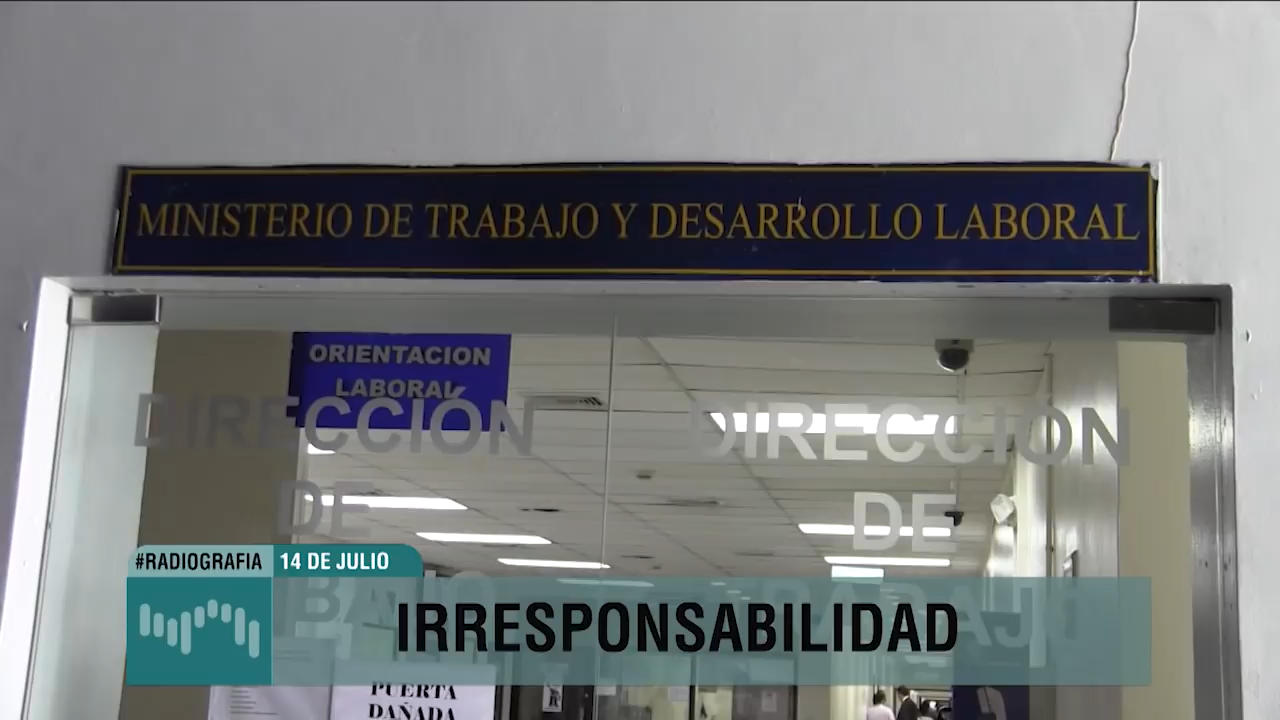 MINISTERIO DE TRABAJO Y DESARROLLO LABORAL
ORIENTACION
LABORAL
DIRECCIÓN
DE
DIRECCIÓN
DE
#RADIOGRAFIA
14 DE JULIO
IRRESPONSABILIDAD
PUERTA
DAÑADA